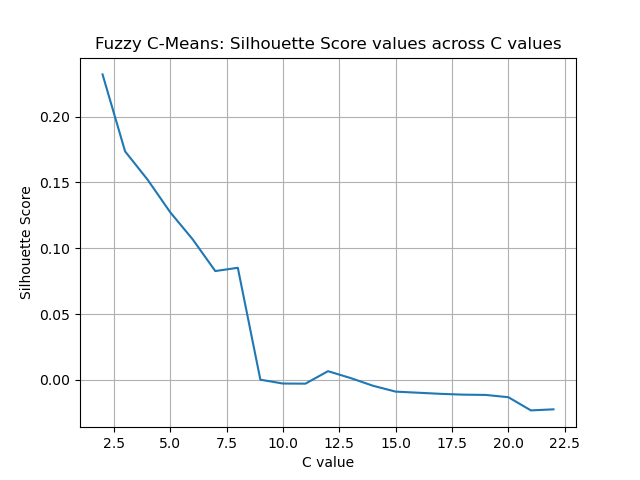 Fuzzy C-Means: Silhouette Score values across C values
Silhouette Score
0.20
0.15
0.10
0.05
0.00
2.5 5.0 7.5 10.0 12.5 15.0 17.5 20.0 22.5
C value